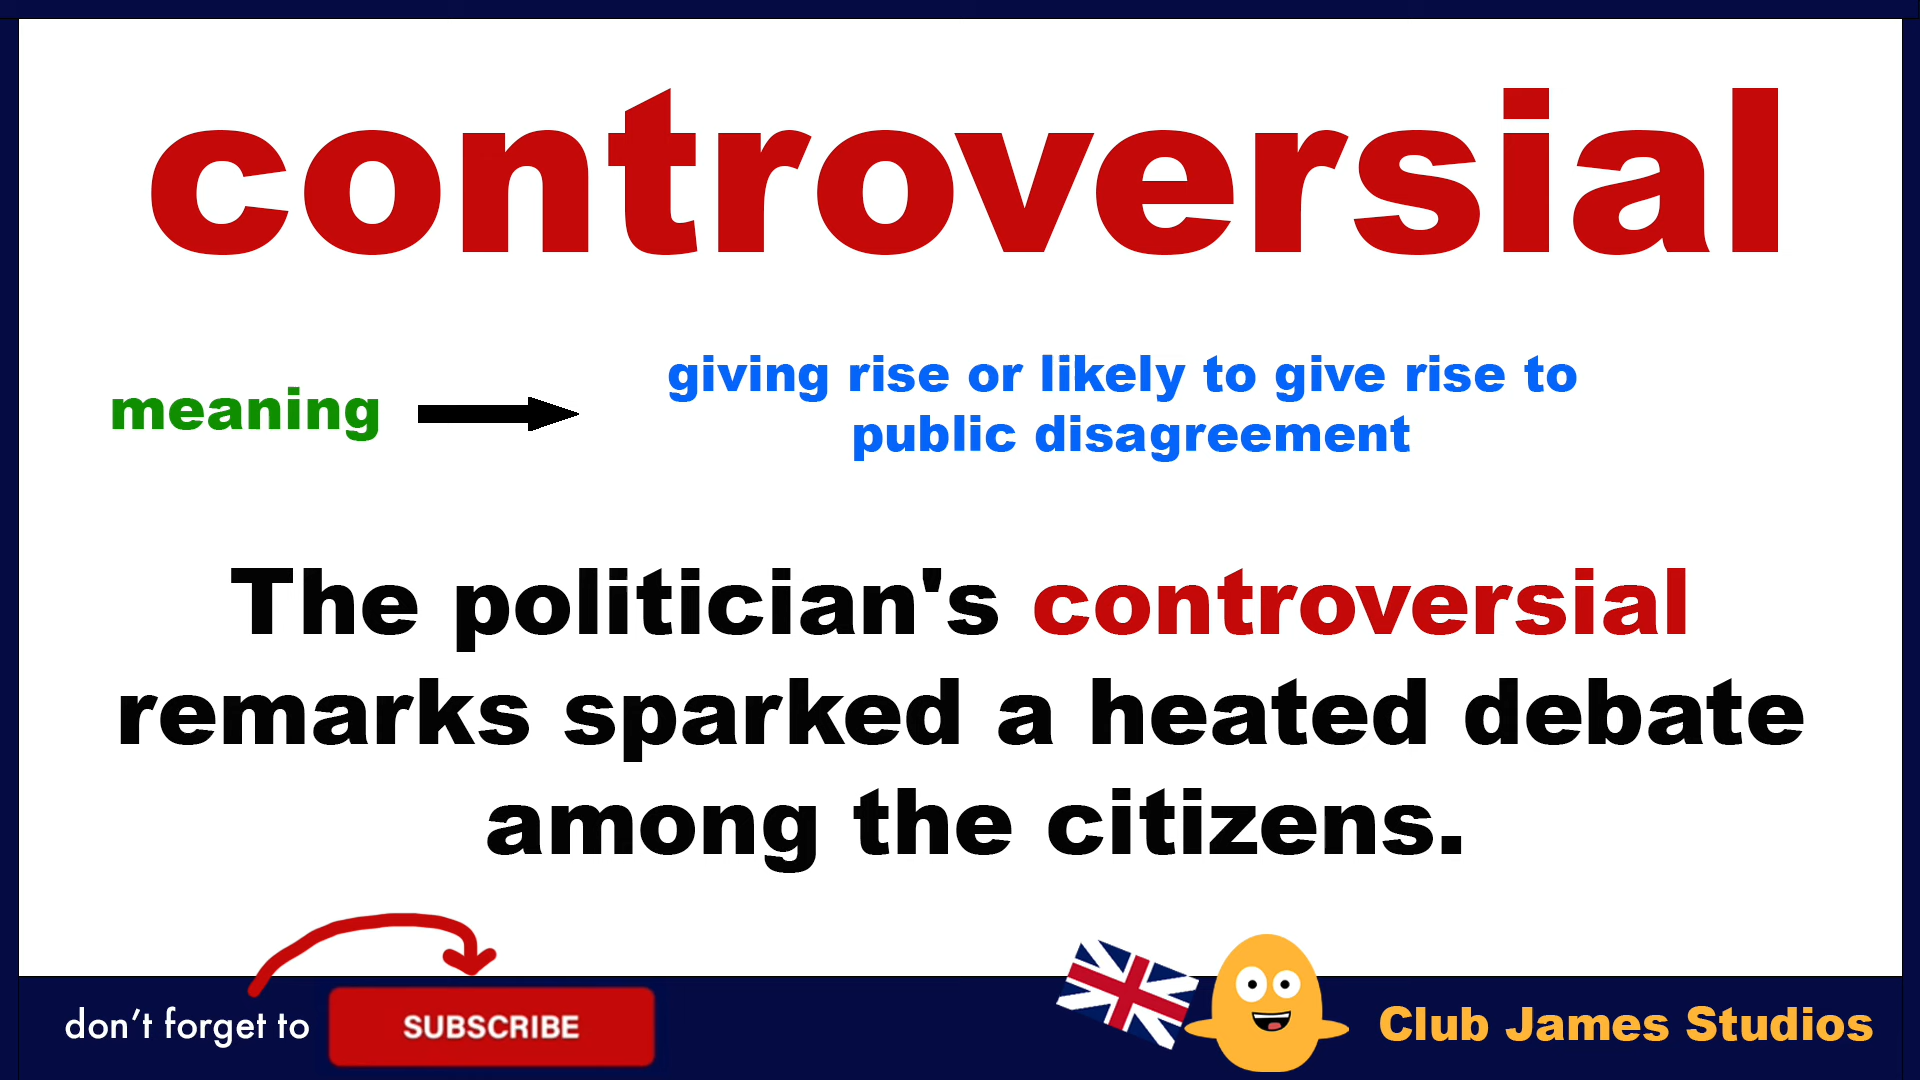 controversial
meaning
giving rise or likely to give rise to
public disagreement
The politician's controversial
remarks sparked a heated debate
among the citizens.
don't forget to
SUBSCRIBE
Club James Studios